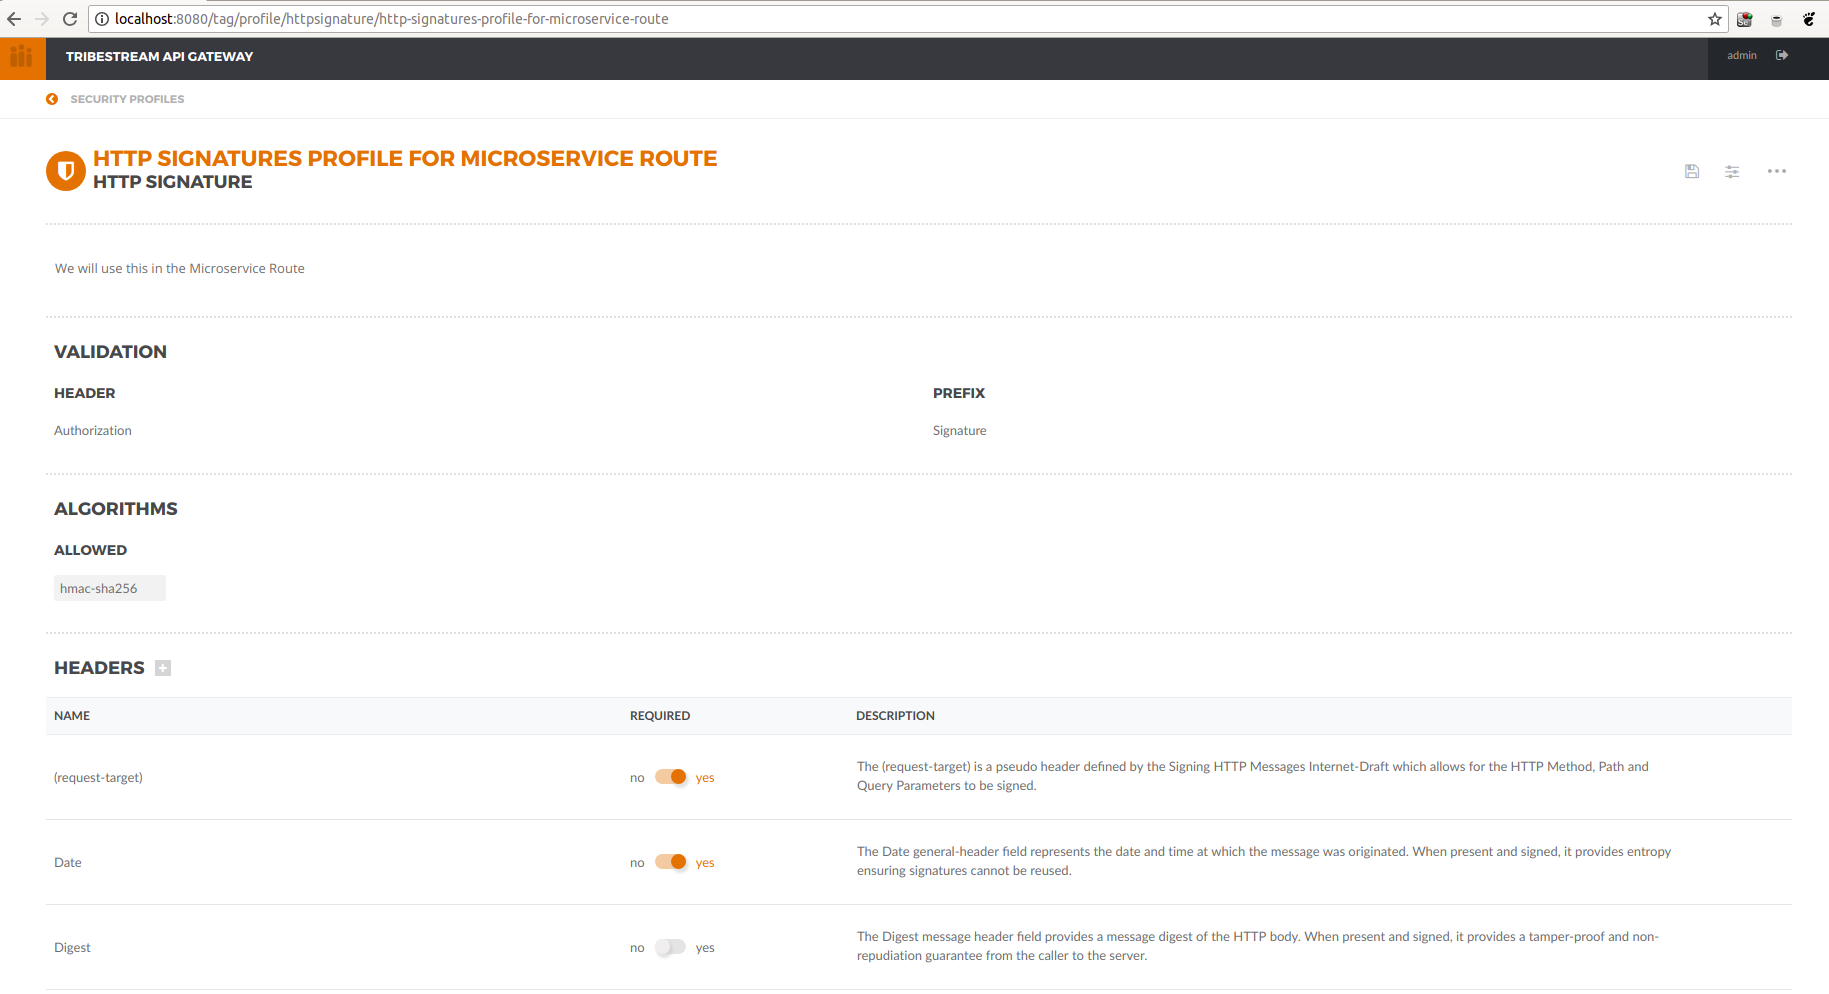 localhost:8080/tag/profile/httpsignature/http-signatures-profile-for-microservice-route
TRIBESTREAM API GATEWAY
admin
SECURITY PROFILES
HTTP SIGNATURES PROFILE FOR MICROSERVICE ROUTE
HTTP SIGNATURE
We will use this in the Microservice Route
VALIDATION
HEADER PREFIX
Authorization Signature
ALGORITHMS
ALLOWED
hmac-sha256
HEADERS
NAME REQUIRED DESCRIPTION
(request-target) no yes The (request-target) is a pseudo header defined by the Signing HTTP Messages Internet-Draft which allows for the HTTP Method, Path and
Query Parameters to be signed.
Date no yes The Date general-header field represents the date and time at which the message was originated. When present and signed, it provides entropy
ensuring signatures cannot be reused.
Digest no yes The Digest message header field provides a message digest of the HTTP body. When present and signed, it provides a tamper-proof and non-
repudiation guarantee from the caller to the server.